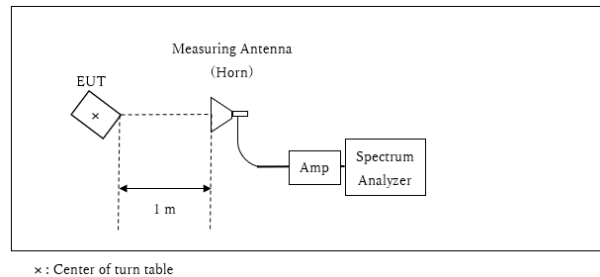 Measuring Antenna
(Horn)
EUT
×
Amp
Spectrum
Analyzer
1 m
× : Center of turn table